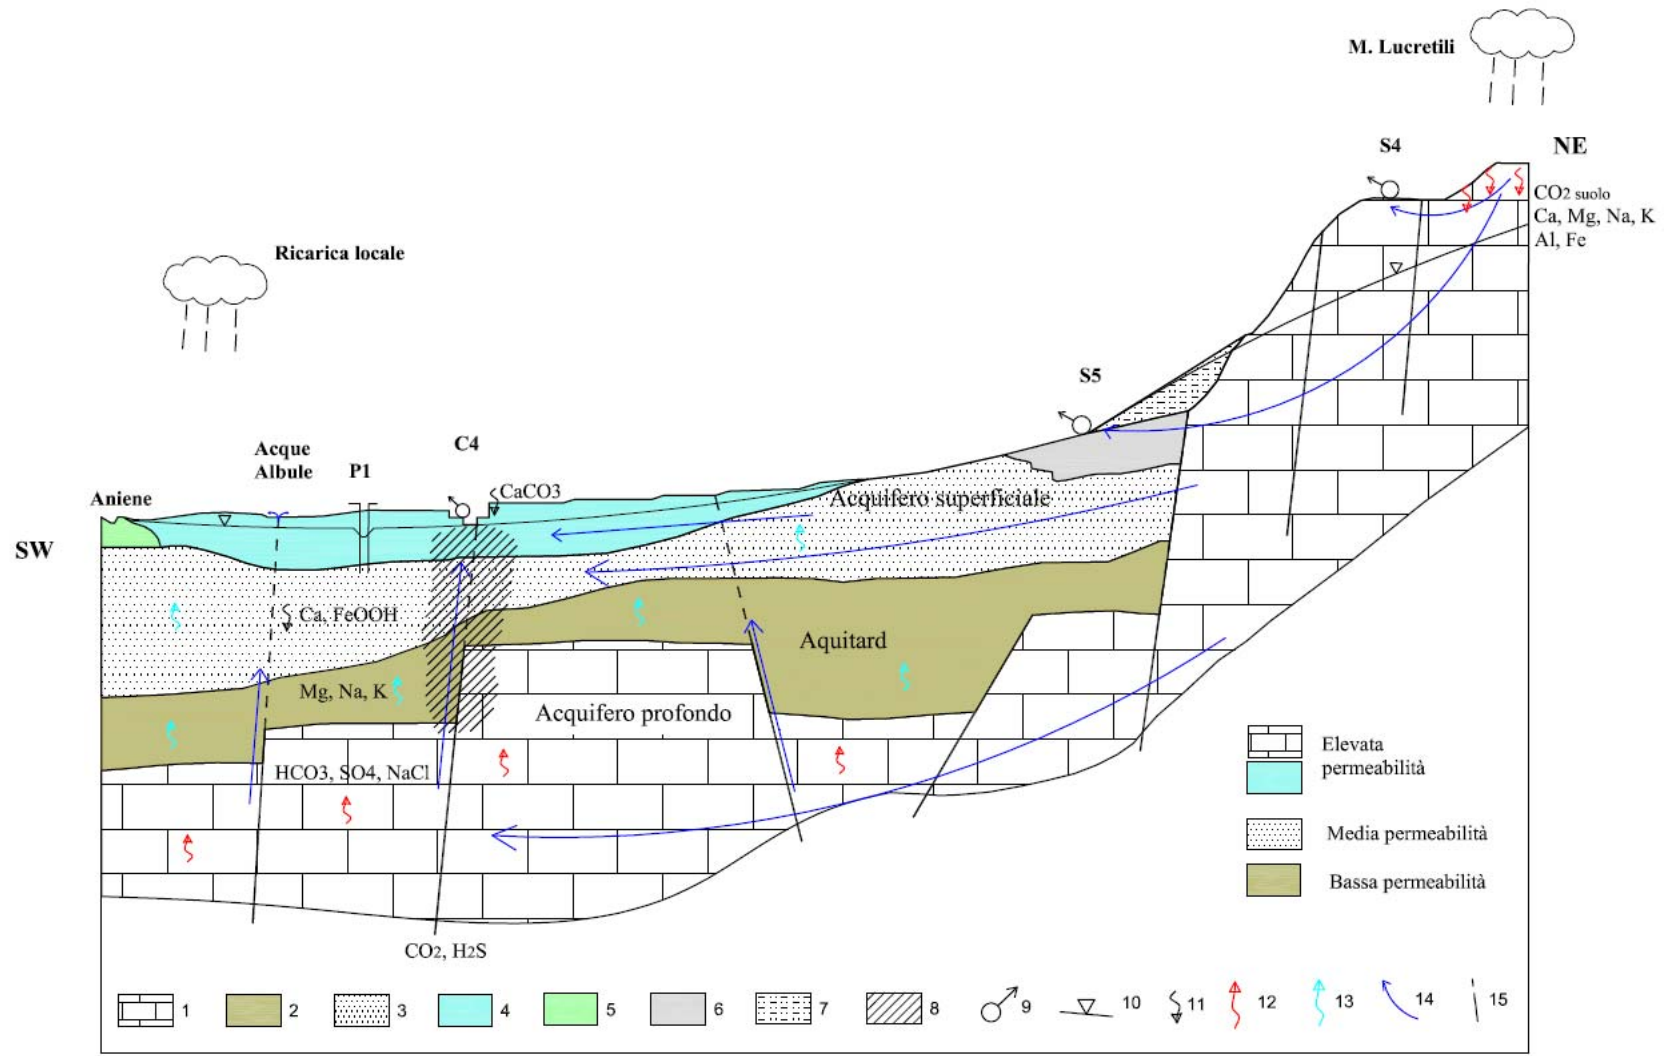 M. Lucretili
S4
NE
CO2 suolo
Ca, Mg, Na, K
Al, Fe
Ricarica locale
S5
Acque
Albule
P1
C4
CaCO3
Aniene
SW
Acquifero superficiale
Ca, FeOOH
Aquitard
Mg, Na, K
Acquifero profondo
HCO3, SO4, NaCl
CO2, H2S
Elevata
permeabilità
Media permeabilità
Bassa permeabilità
1 2 3 4 5 6 7 8 9 10 11 12 13 14 15